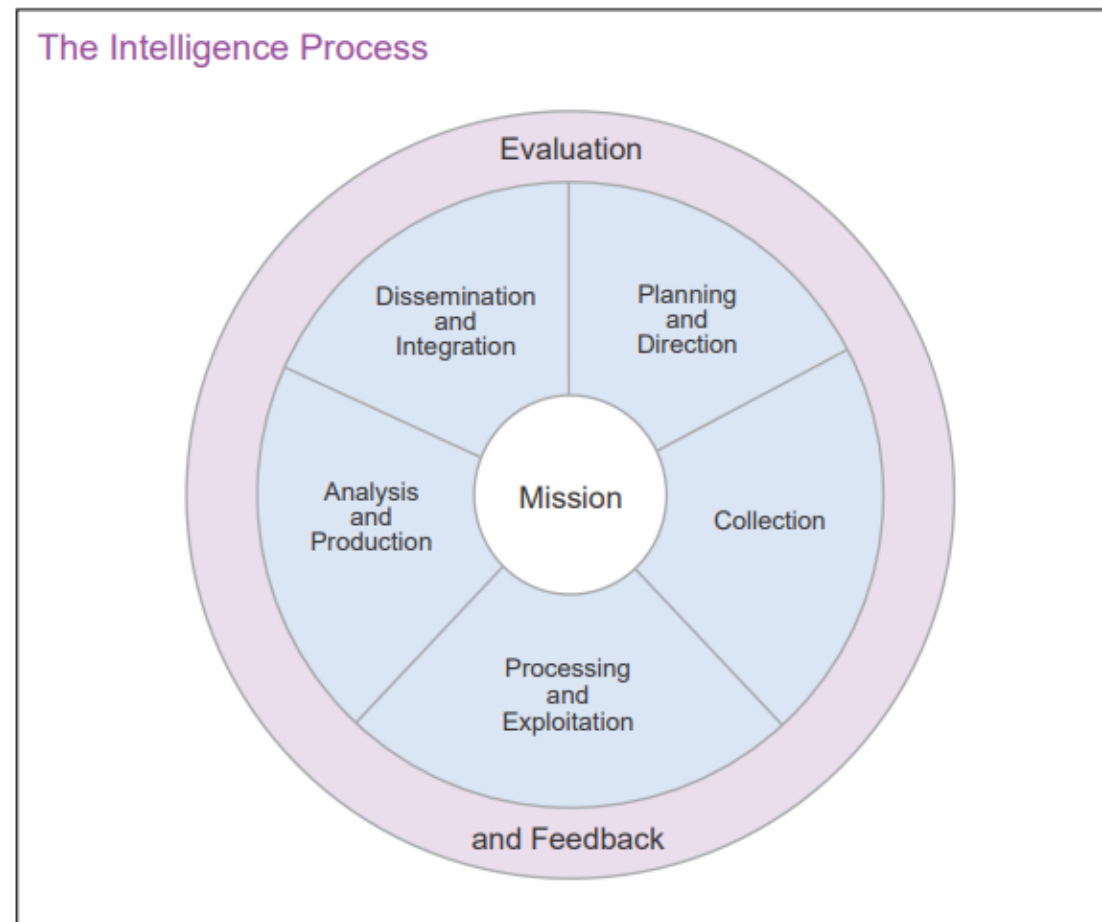 The Intelligence Process
Evaluation
Dissemination
and
Integration
Planning
and
Direction
Analysis
and
Production
Mission
Collection
Processing
and
Exploitation
and Feedback